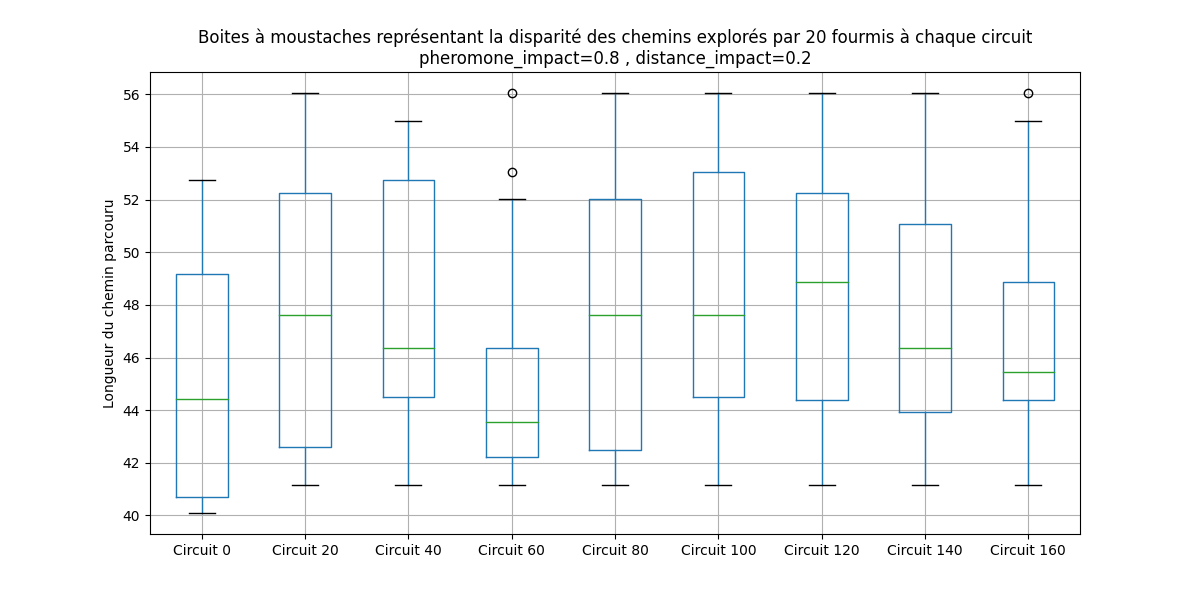 Boites à moustaches représentant la disparité des chemins explorés par 20 fourmis à chaque circuit
pheromone_impact=0.8 , distance_impact=0.2
Longueur du chemin parcouru
56
54
52
50
48
46
44
42
40
Circuit 0 Circuit 20 Circuit 40 Circuit 60 Circuit 80 Circuit 100 Circuit 120 Circuit 140 Circuit 160